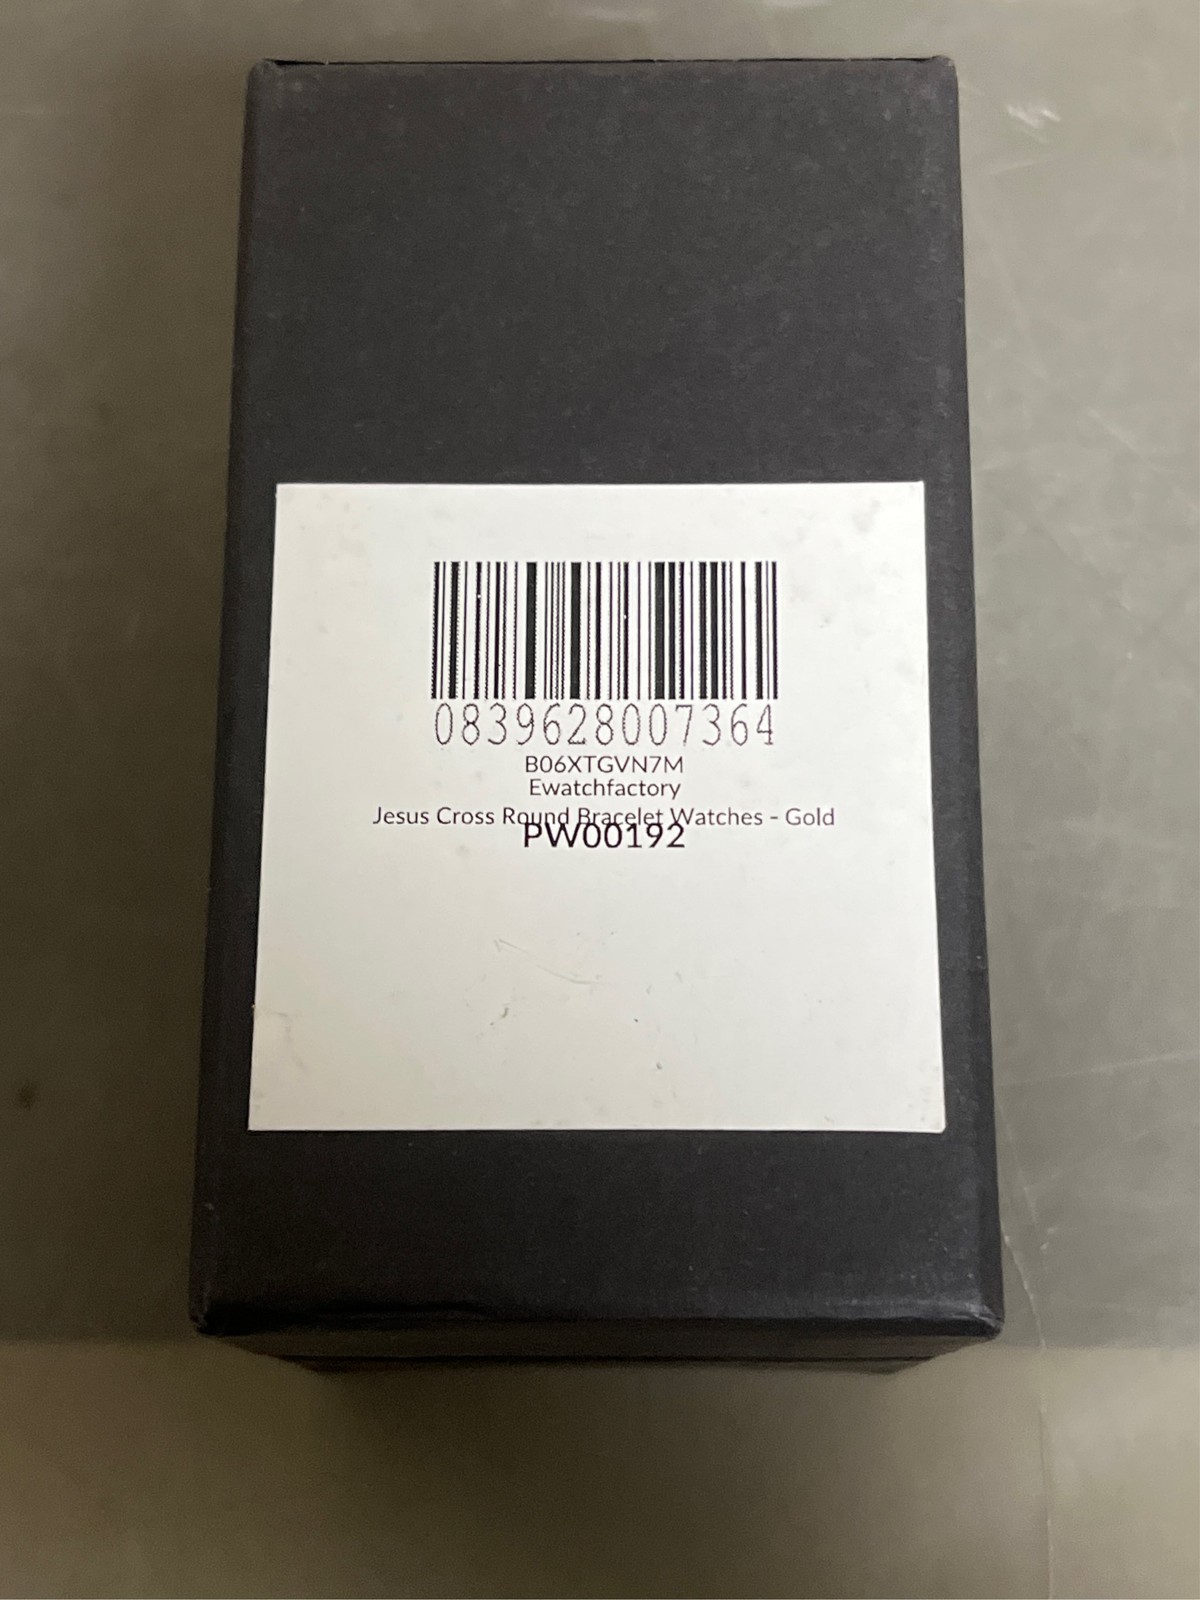 0839628007364
B06XTGVN7M
Ewatchfactory
Jesus Cross Round Bracelet Watches - Gold
PW00192